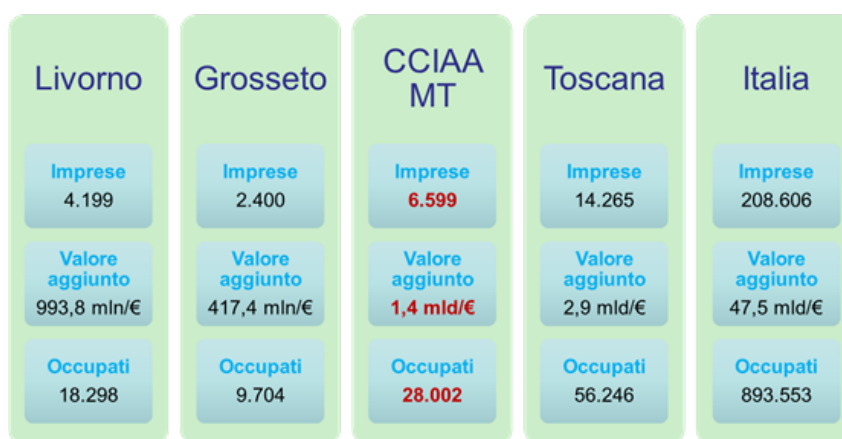 Livorno
Imprese
4.199
Valore
aggiunto
993,8 mln/€
Occupati
18.298
Grosseto
Imprese
2.400
Valore
aggiunto
417,4 mln/€
Occupati
9.704
CCIAA
MT
Imprese
6.599
Valore
aggiunto
1,4 mld/€
Occupati
28.002
Toscana
Imprese
14.265
Valore
aggiunto
2,9 mld/€
Occupati
56.246
Italia
Imprese
208.606
Valore
aggiunto
47,5 mld/€
Occupati
893.553